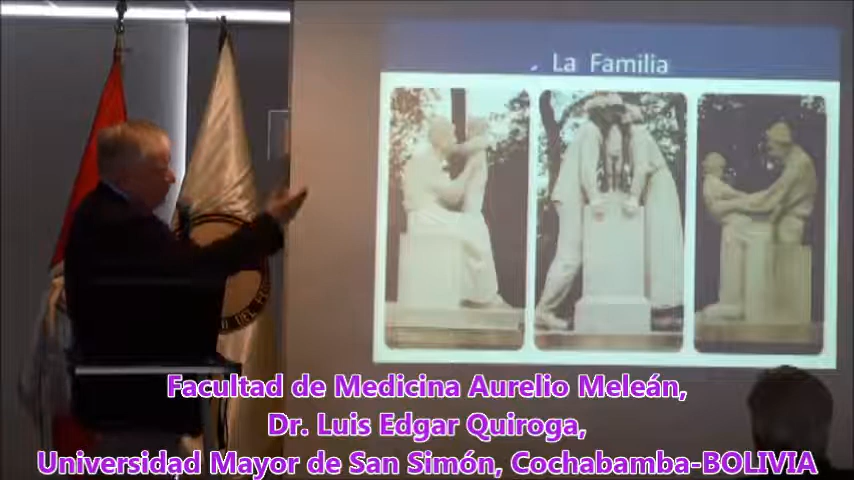 La Familia
Facultad de Medicina Aurelio Meleán,
Dr. Luis Edgar Quiroga,
Universidad Mayor de San Simón, Cochabamba-BOLIVIA